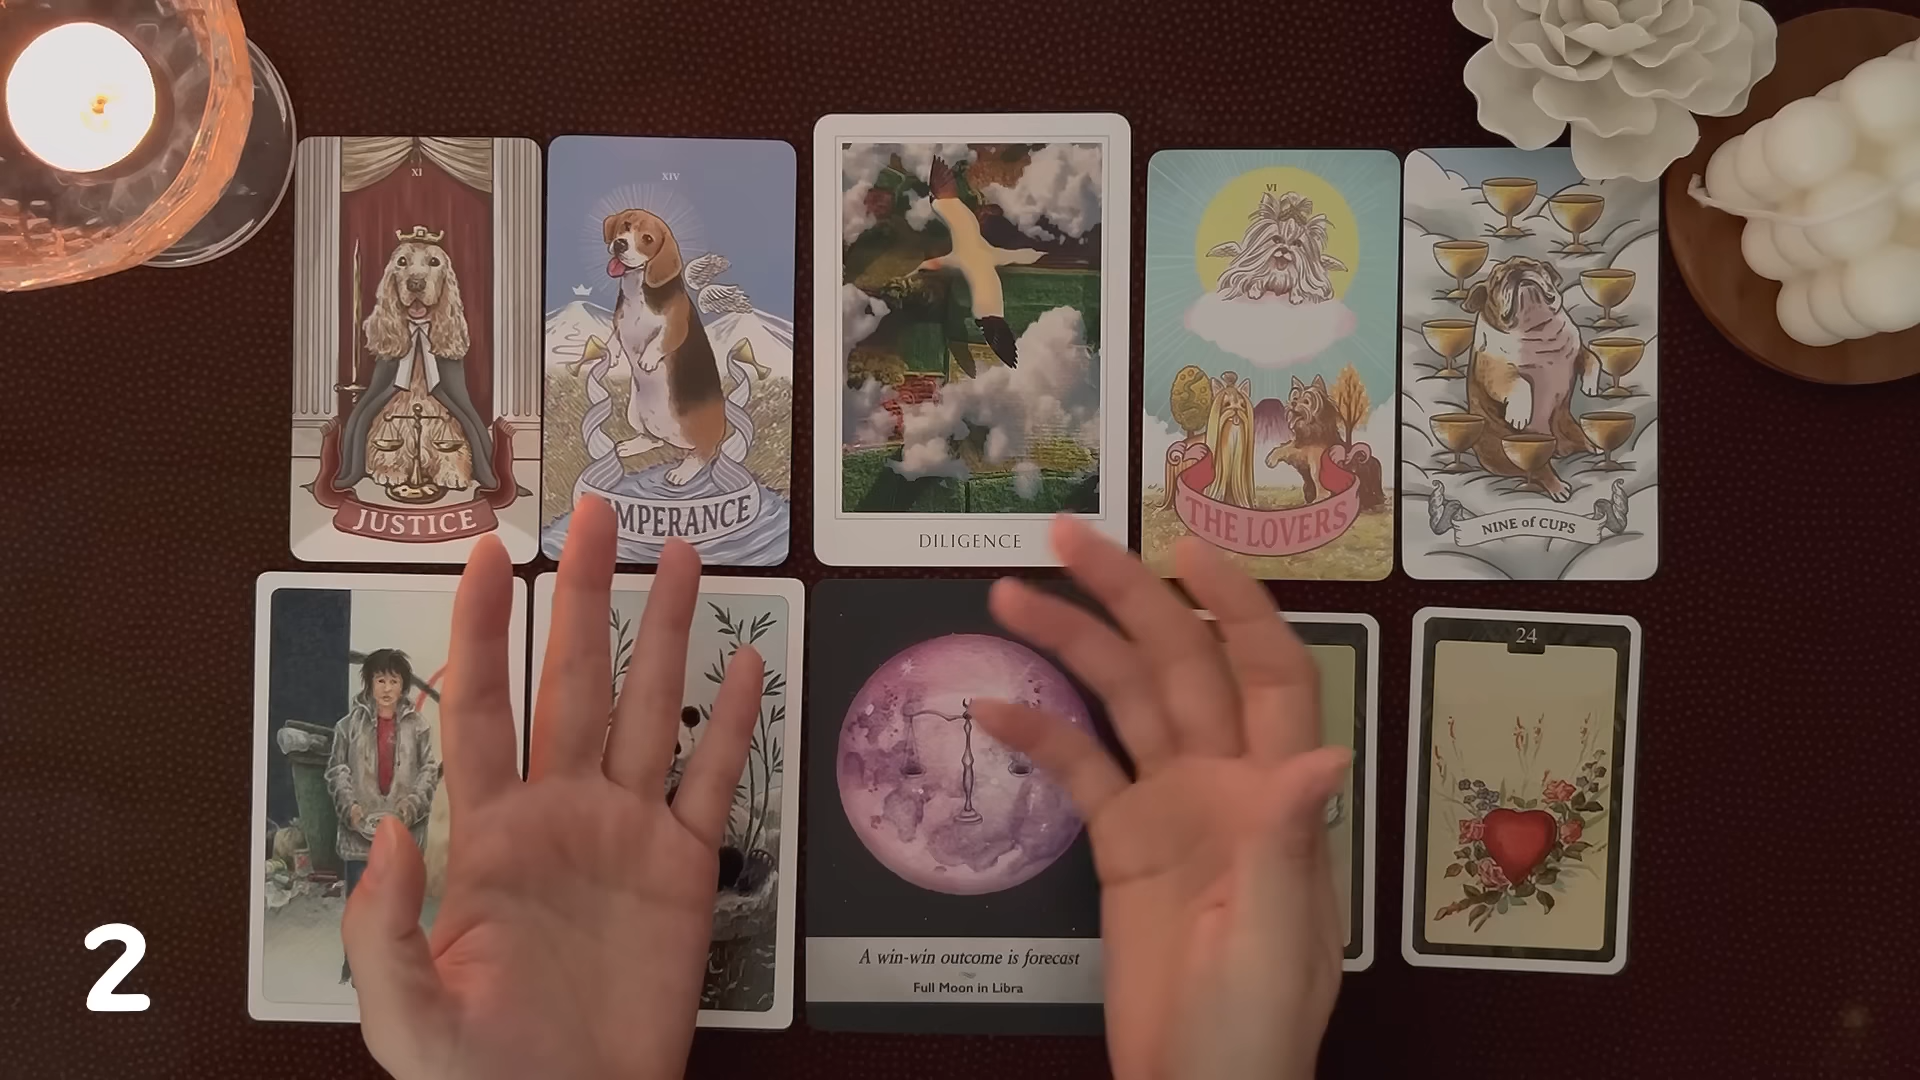 XI
JUSTICE
XIV
EMPERANCE
DILIGENCE
VI
THE LOVERS
NINE of CUPS
24
A win-win outcome is forecast
Full Moon in Libra
2